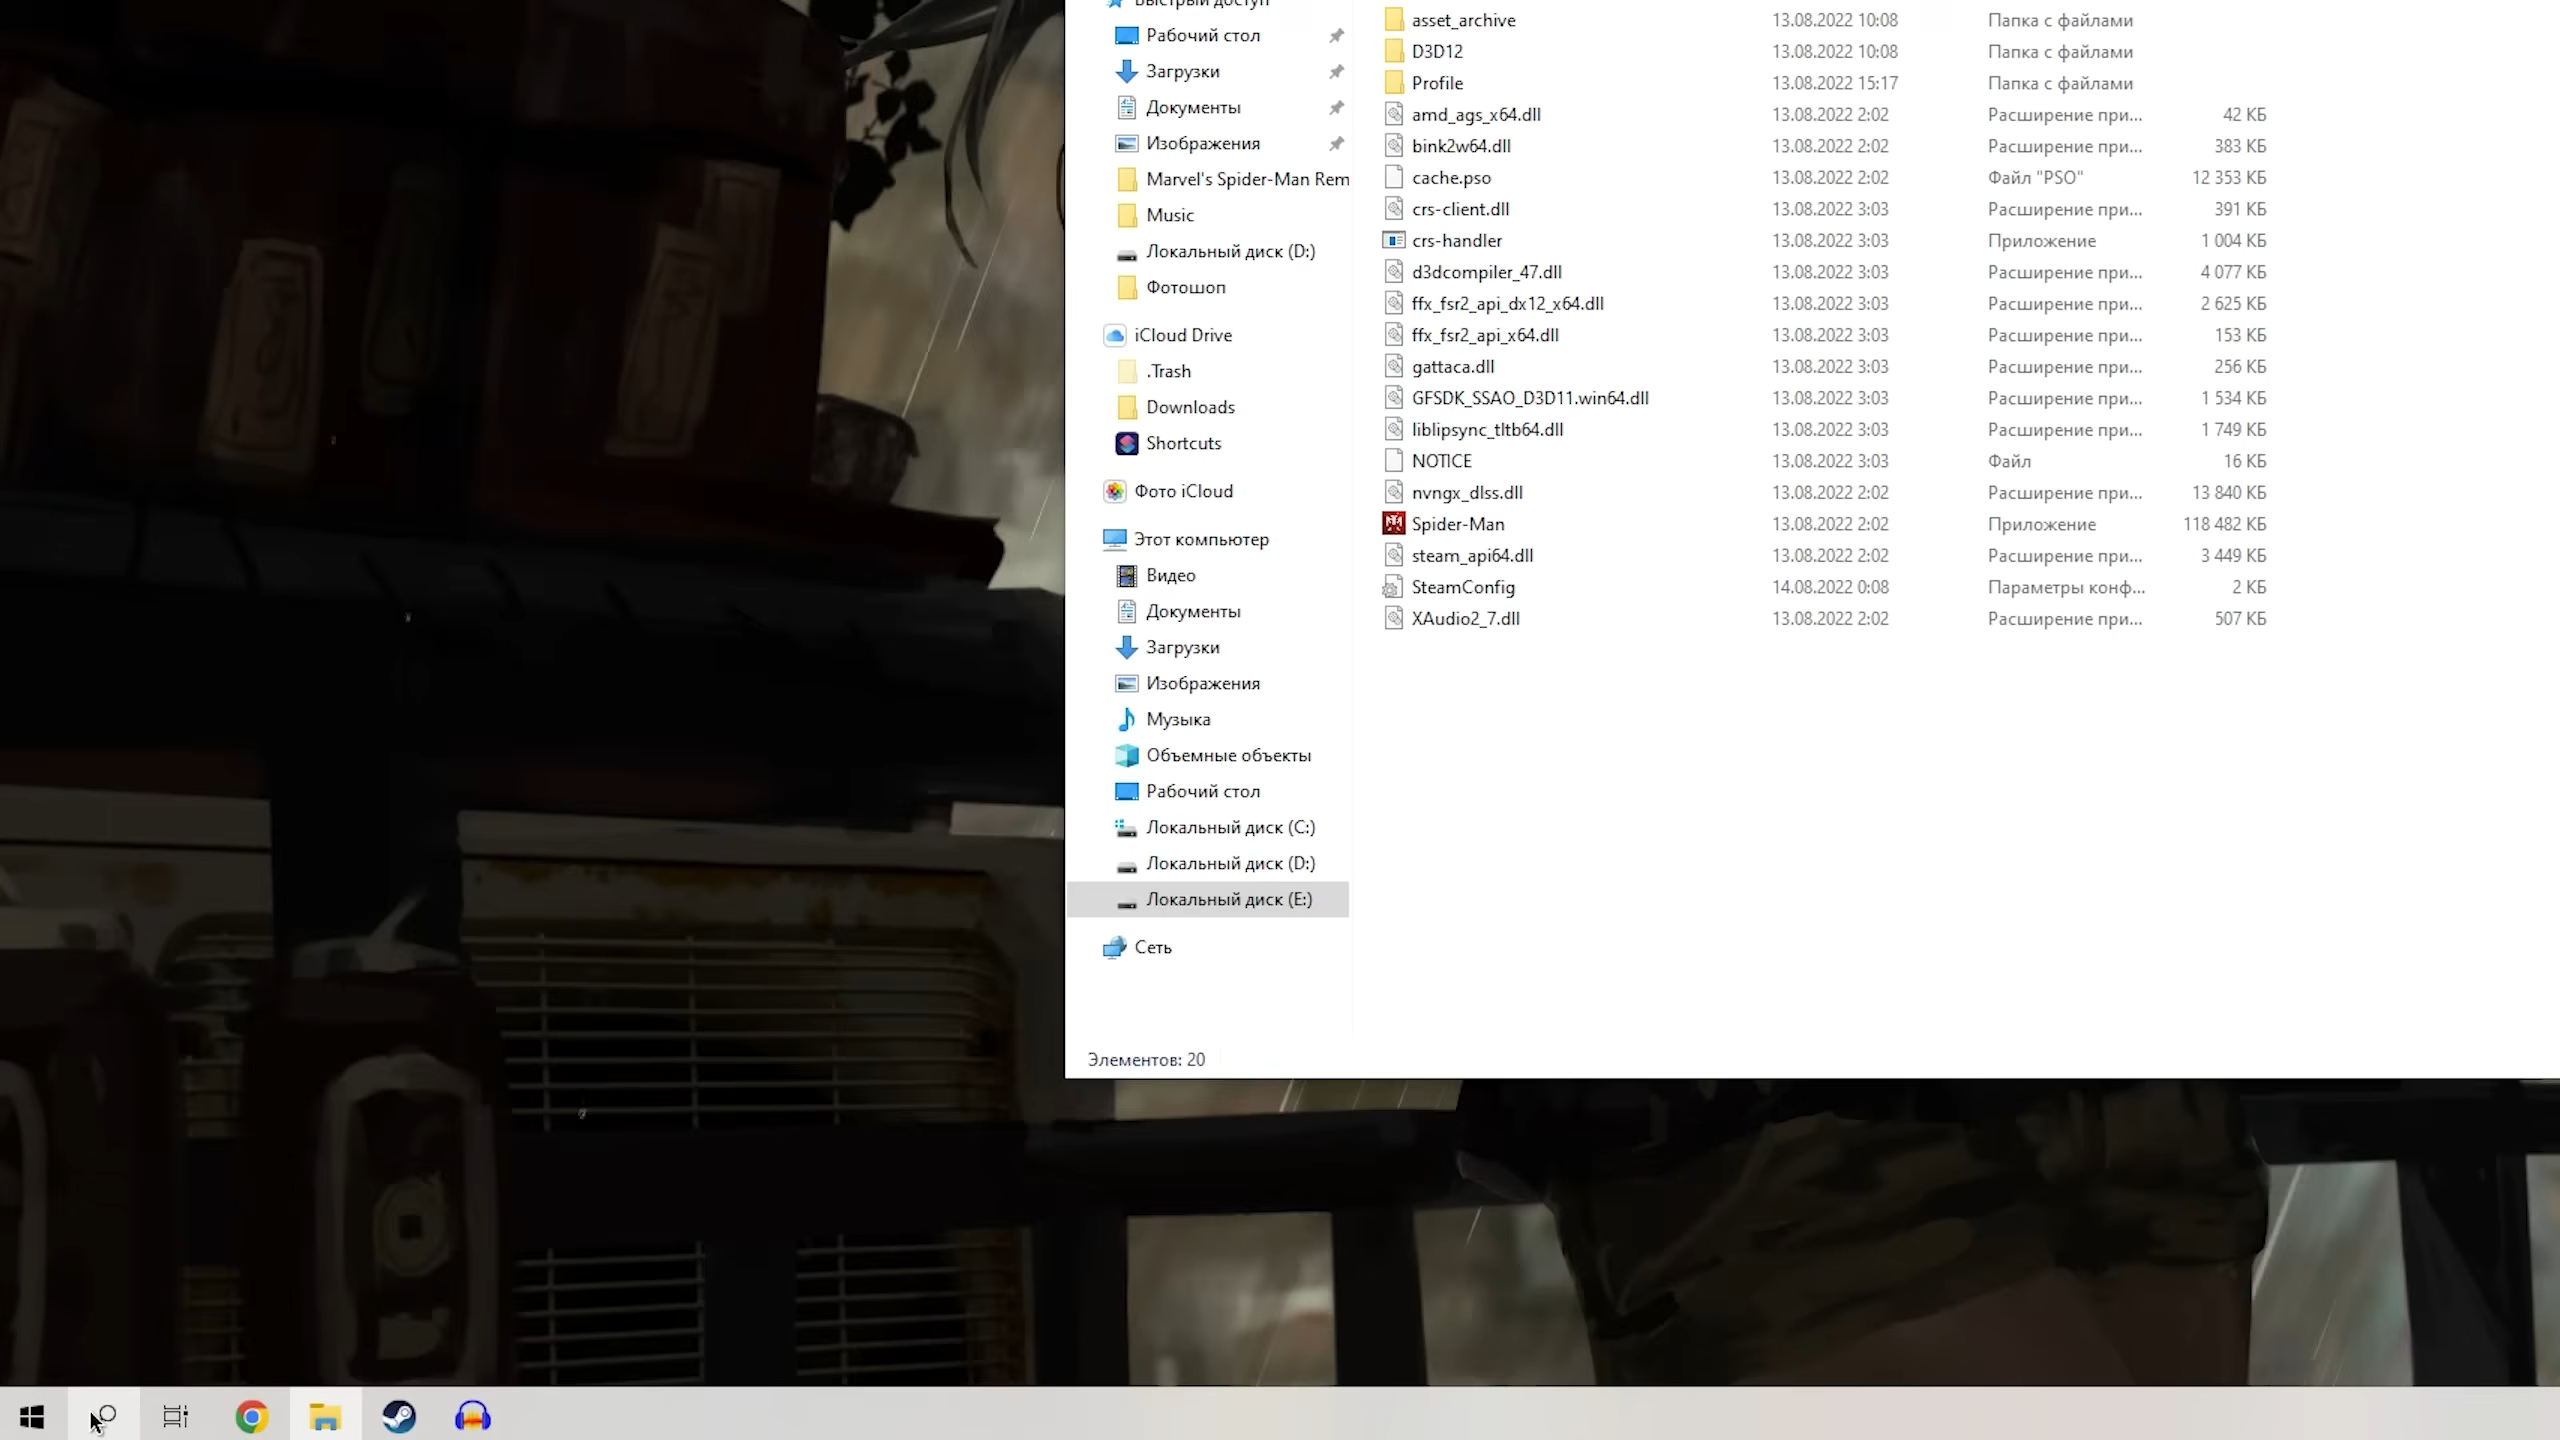 Быстрый доступ
Рабочий стол
Загрузки
Документы
Изображения
Marvel's Spider-Man Rem
Music
Локальный диск (D:)
Фотошоп
iCloud Drive
.Trash
Downloads
Shortcuts
Фото iCloud
Этот компьютер
Видео
Документы
Загрузки
Изображения
Музыка
Объемные объекты
Рабочий стол
Локальный диск (C:)
Локальный диск (D:)
Локальный диск (E:)
Сеть
asset_archive 13.08.2022 10:08 Папка с файлами
D3D12 13.08.2022 10:08 Папка с файлами
Profile 13.08.2022 15:17 Папка с файлами
amd_ags_x64.dll 13.08.2022 2:02 Расширение при... 42 КБ
bink2w64.dll 13.08.2022 2:02 Расширение при... 383 КБ
cache.pso 13.08.2022 2:02 Файл "PSO" 12 353 КБ
crs-client.dll 13.08.2022 3:03 Расширение при... 391 КБ
crs-handler 13.08.2022 3:03 Приложение 1 004 КБ
d3dcompiler_47.dll 13.08.2022 3:03 Расширение при... 4 077 КБ
ffx_fsr2_api_dx12_x64.dll 13.08.2022 3:03 Расширение при... 2 625 КБ
ffx_fsr2_api_x64.dll 13.08.2022 3:03 Расширение при... 153 КБ
gattaca.dll 13.08.2022 3:03 Расширение при... 256 КБ
GFSDK_SSAO_D3D11.win64.dll 13.08.2022 3:03 Расширение при... 1 534 КБ
liblipsync_tltb64.dll 13.08.2022 3:03 Расширение при... 1 749 КБ
NOTICE 13.08.2022 3:03 Файл 16 КБ
nvngx_dlss.dll 13.08.2022 2:02 Расширение при... 13 840 КБ
Spider-Man 13.08.2022 2:02 Приложение 118 482 КБ
steam_api64.dll 13.08.2022 2:02 Расширение при... 3 449 КБ
SteamConfig 14.08.2022 0:08 Параметры конф... 2 КБ
XAudio2_7.dll 13.08.2022 2:02 Расширение при... 507 КБ
Элементов: 20